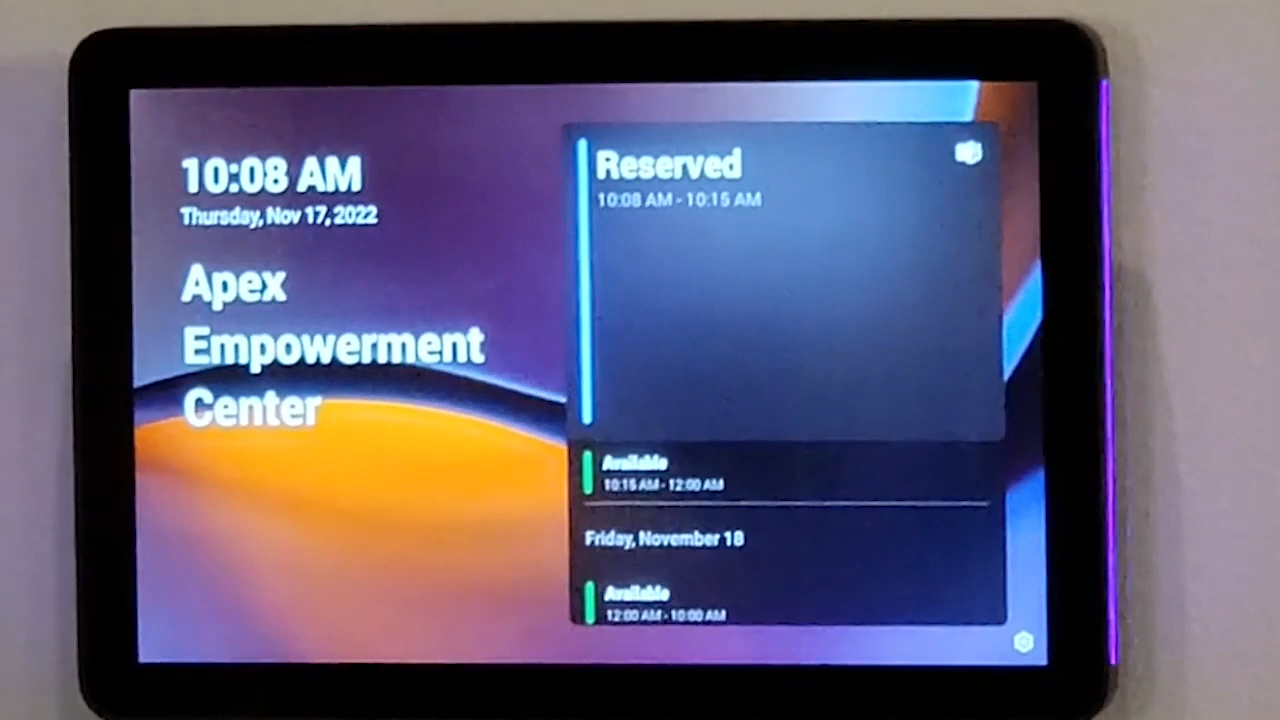 10:08 AM
Thursday, Nov 17, 2022
Apex
Empowerment
Center
Reserved
10:08 AM - 10:15 AM
Available
10:15 AM - 12:00 AM
Friday, November 18
Available
12:00 AM - 10:00 AM